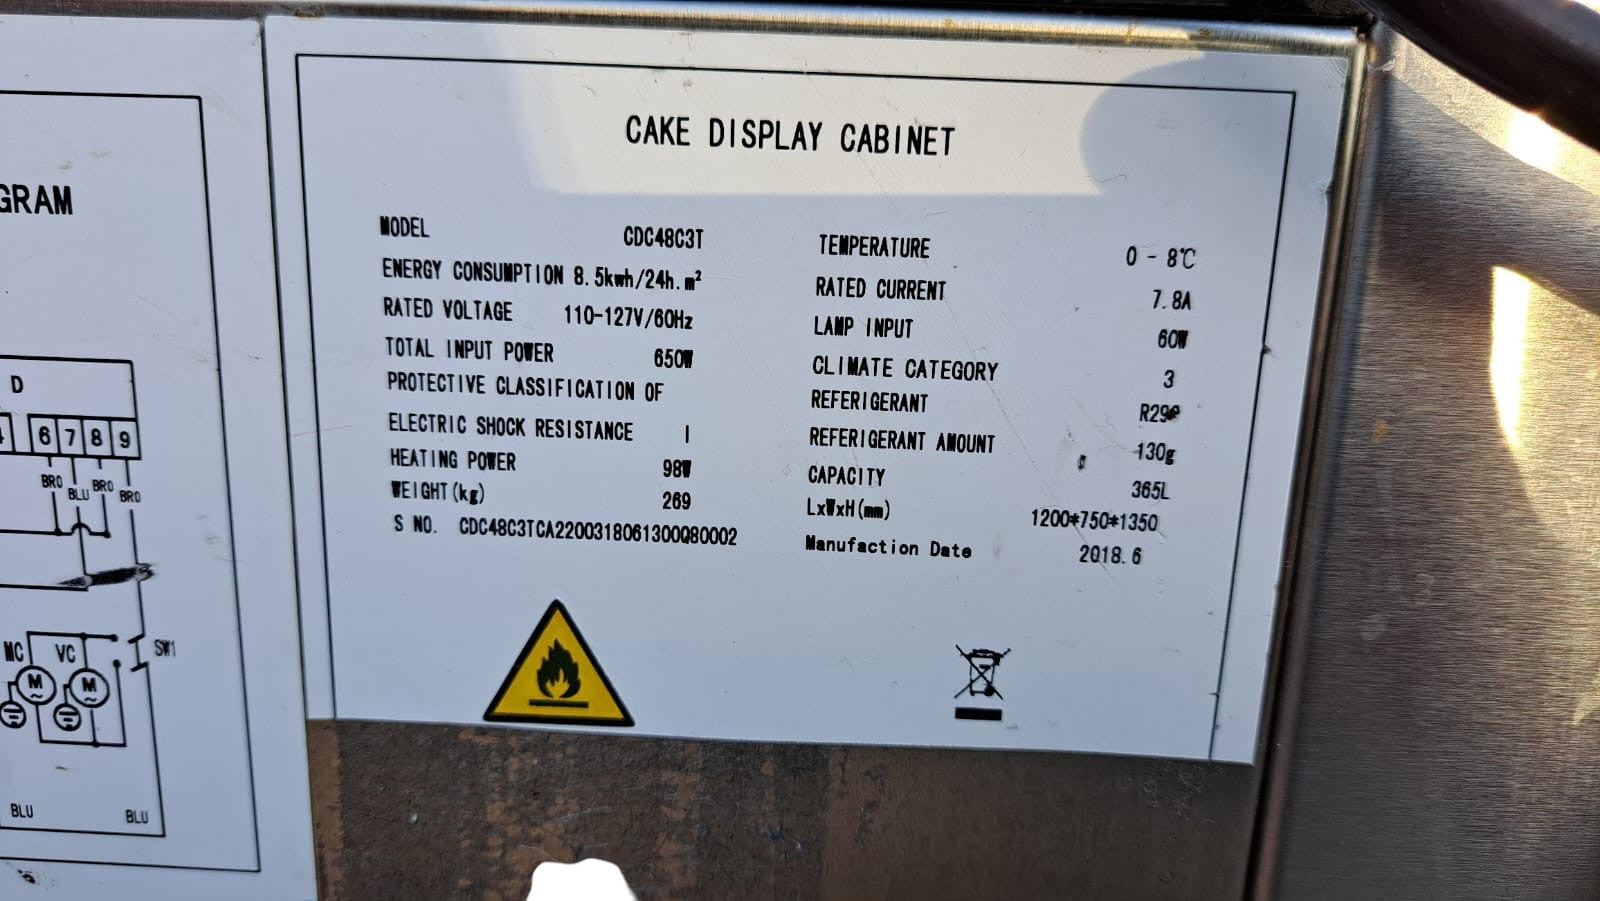 GRAM
D
6 7 8 9
BRO BLU BRO BRO
MC VC SW1
M M
BLU BLU
CAKE DISPLAY CABINET
MODEL CDC48C3T
ENERGY CONSUMPTION 8.5kwh/24h.m²
RATED VOLTAGE 110-127V/60Hz
TOTAL INPUT POWER 650W
PROTECTIVE CLASSIFICATION OF
ELECTRIC SHOCK RESISTANCE I
HEATING POWER 98W
WEIGHT(kg) 269
S NO. CDC48C3TCA2200318061300Q80002
TEMPERATURE 0 - 8℃
RATED CURRENT 7.8A
LAMP INPUT 60W
CLIMATE CATEGORY 3
REFERIGERANT
REFERIGERANT AMOUNT 130g
CAPACITY 365L
LxWxH(mm) 1200*750*1350
Manufaction Date 2018.6